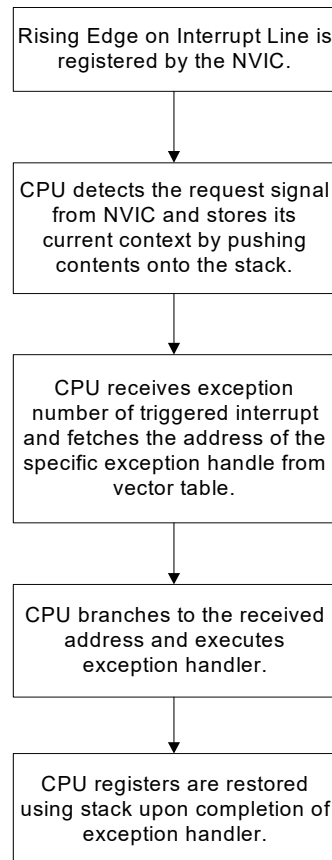 Rising Edge on Interrupt Line is
registered by the NVIC.
CPU detects the request signal
from NVIC and stores its
current context by pushing
contents onto the stack.
CPU receives exception
number of triggered interrupt
and fetches the address of the
specific exception handle from
vector table.
CPU branches to the received
address and executes
exception handler.
CPU registers are restored
using stack upon completion of
exception handler.